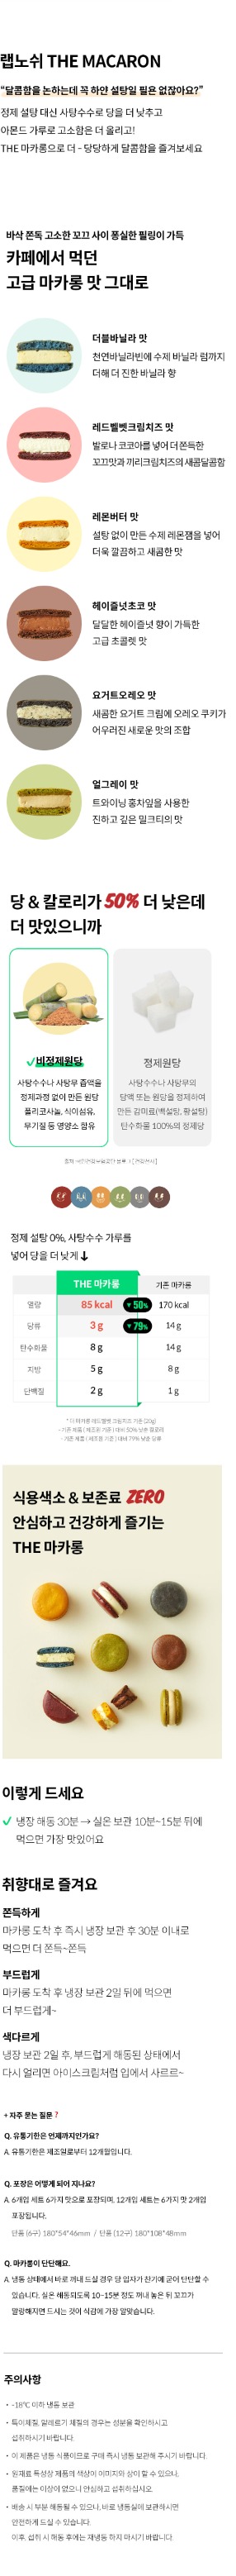 랩노쉬 THE MACARON
“달콤함을 논하는데 꼭 하얀 설탕일 필욘 없잖아요?”
정제 설탕 대신 사탕수수로 당을 더 낮추고
아몬드 가루로 고소함은 더 올리고!
THE 마카롱으로 더 - 당당하게 달콤함을 즐겨보세요
바삭 쫀독 고소한 꼬끄 사이 퐁실한 필링이 가득
카페에서 먹던
고급 마카롱 맛 그대로
더블바닐라 맛
천연바닐라빈에 수제 바닐라 럼까지
더해 더 진한 바닐라 향
레드벨벳크림치즈 맛
발로나 코코아를 넣어 더 쫀득한
꼬끄맛과 끼리크림치즈의 새콤달콤함
레몬버터 맛
설탕 없이 만든 수제 레몬잼을 넣어
더욱 깔끔하고 새콤한 맛
헤이즐넛초코 맛
달달한 헤이즐넛 향이 가득한
고급 초콜렛 맛
요거트오레오 맛
새콤한 요거트 크림에 오레오 쿠키가
어우러진 새로운 맛의 조합
얼그레이 맛
트와이닝 홍차잎을 사용한
진하고 깊은 밀크티의 맛
당 & 칼로리가 50% 더 낮은데
더 맛있으니까
비정제원당
사탕수수나 사탕무 즙액을
정제과정 없이 만든 원당
폴리코사놀, 식이섬유,
무기질 등 영양소 함유
정제원당
사탕수수나 사탕무의
당액 또는 원당을 정제하여
만든 감미료(백설탕, 황설탕)
탄수화물 100%의 정제당
정제 설탕 0%, 사탕수수 가루를
넣어 당을 더 낮게 ↓
THE 마카롱 기존 마카롱
열량 85 kcal ▼50% 170 kcal
당류 3 g ▼79% 14 g
탄수화물 8 g 14 g
지방 5 g 8 g
단백질 2 g 1 g
식용색소 & 보존료 ZERO
안심하고 건강하게 즐기는
THE 마카롱
이렇게 드세요
냉장 해동 30분 → 실온 보관 10분~15분 뒤에
먹으면 가장 맛있어요
취향대로 즐겨요
쫀득하게
마카롱 도착 후 즉시 냉장 보관 후 30분 이내로
먹으면 더 쫀득~쫀득
부드럽게
마카롱 도착 후 냉장 보관 2일 뒤에 먹으면
더 부드럽게~
색다르게
냉장 보관 2일 후, 부드럽게 해동된 상태에서
다시 얼리면 아이스크림처럼 입에서 사르르~
+ 자주 묻는 질문 ?
Q. 유통기한은 언제까지인가요?
A. 유통기한은 제조일로부터 12개월입니다.
Q. 포장은 어떻게 되어 지나요?
A. 6개입 세트 6가지 맛으로 포장되며, 12개입 세트는 6가지 맛 2개입
포장됩니다.
단품 (6구) 180*54*46mm / 단품 (12구) 180*108*48mm
Q. 마카롱이 단단해요.
A. 냉동 상태에서 바로 꺼내 드실 경우 당 입자가 잔기에 굳어 단단할 수
있습니다. 실온 해동되도록 10~15분 정도 꺼내 놓은 뒤 꼬끄가
말랑해지면 드시는 것이 식감에 가장 알맞습니다.
주의사항
• -18℃ 이하 냉동 보관
• 특이체질, 알레르기 체질의 경우는 성분을 확인하시고
섭취하시기 바랍니다.
• 이 제품은 냉동 식품이므로 구매 즉시 냉동 보관해 주시기 바랍니다.
• 원재료 특성상 제품의 색상이 이미지와 상이 할 수 있으나,
품질에는 이상이 없으니 안심하고 섭취하십시오.
• 배송 시 부분 해동될 수 있으나, 바로 냉동실에 보관하시면
안전하게 드실 수 있습니다.
이후, 섭취 시 해동 후에는 재냉동 하지 마시기 바랍니다.